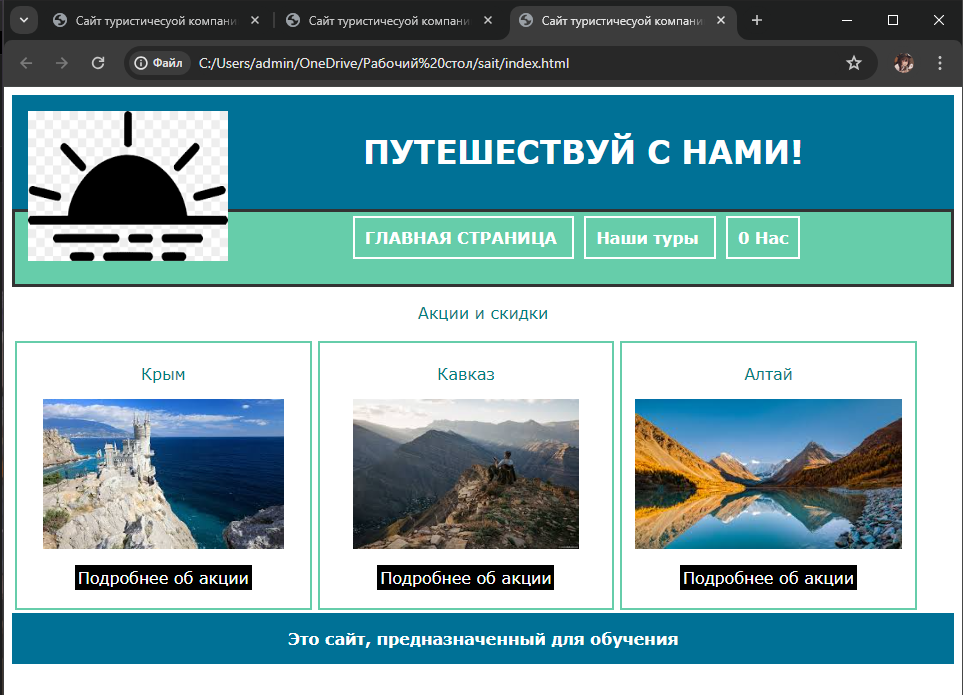 Сайт туристичесуой компани
Сайт туристичесуой компани
Сайт туристичесуой компани
Файл
C:/Users/admin/OneDrive/Рабочий%20стол/sait/index.html
ПУТЕШЕСТВУЙ С НАМИ!
ГЛАВНАЯ СТРАНИЦА
Наши туры
0 Нас
Акции и скидки
Крым
Кавказ
Алтай
Подробнее об акции
Подробнее об акции
Подробнее об акции
Это сайт, предназначенный для обучения